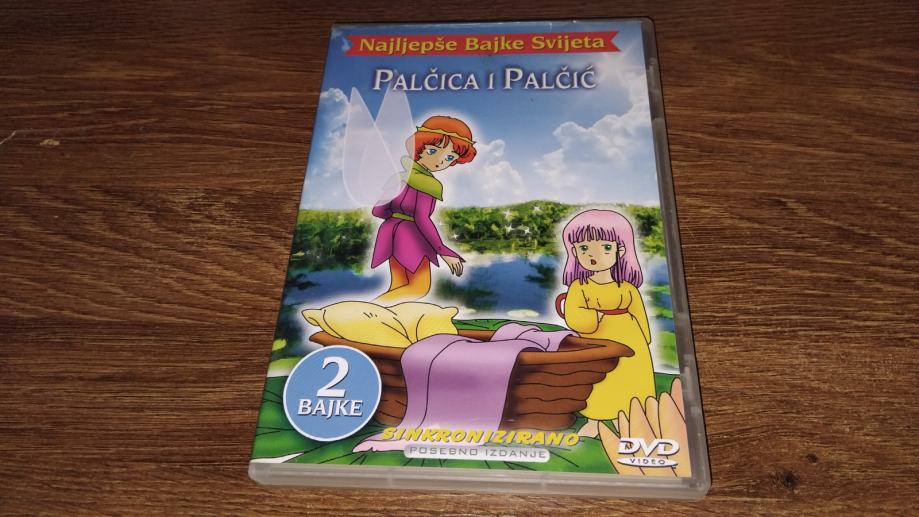 Najljepše Bajke Svijeta
PALČICA I PALČIĆ
2
BAJKE
SINKRONIZIRANO
POSEBNO IZDANJE
DVD
VIDEO